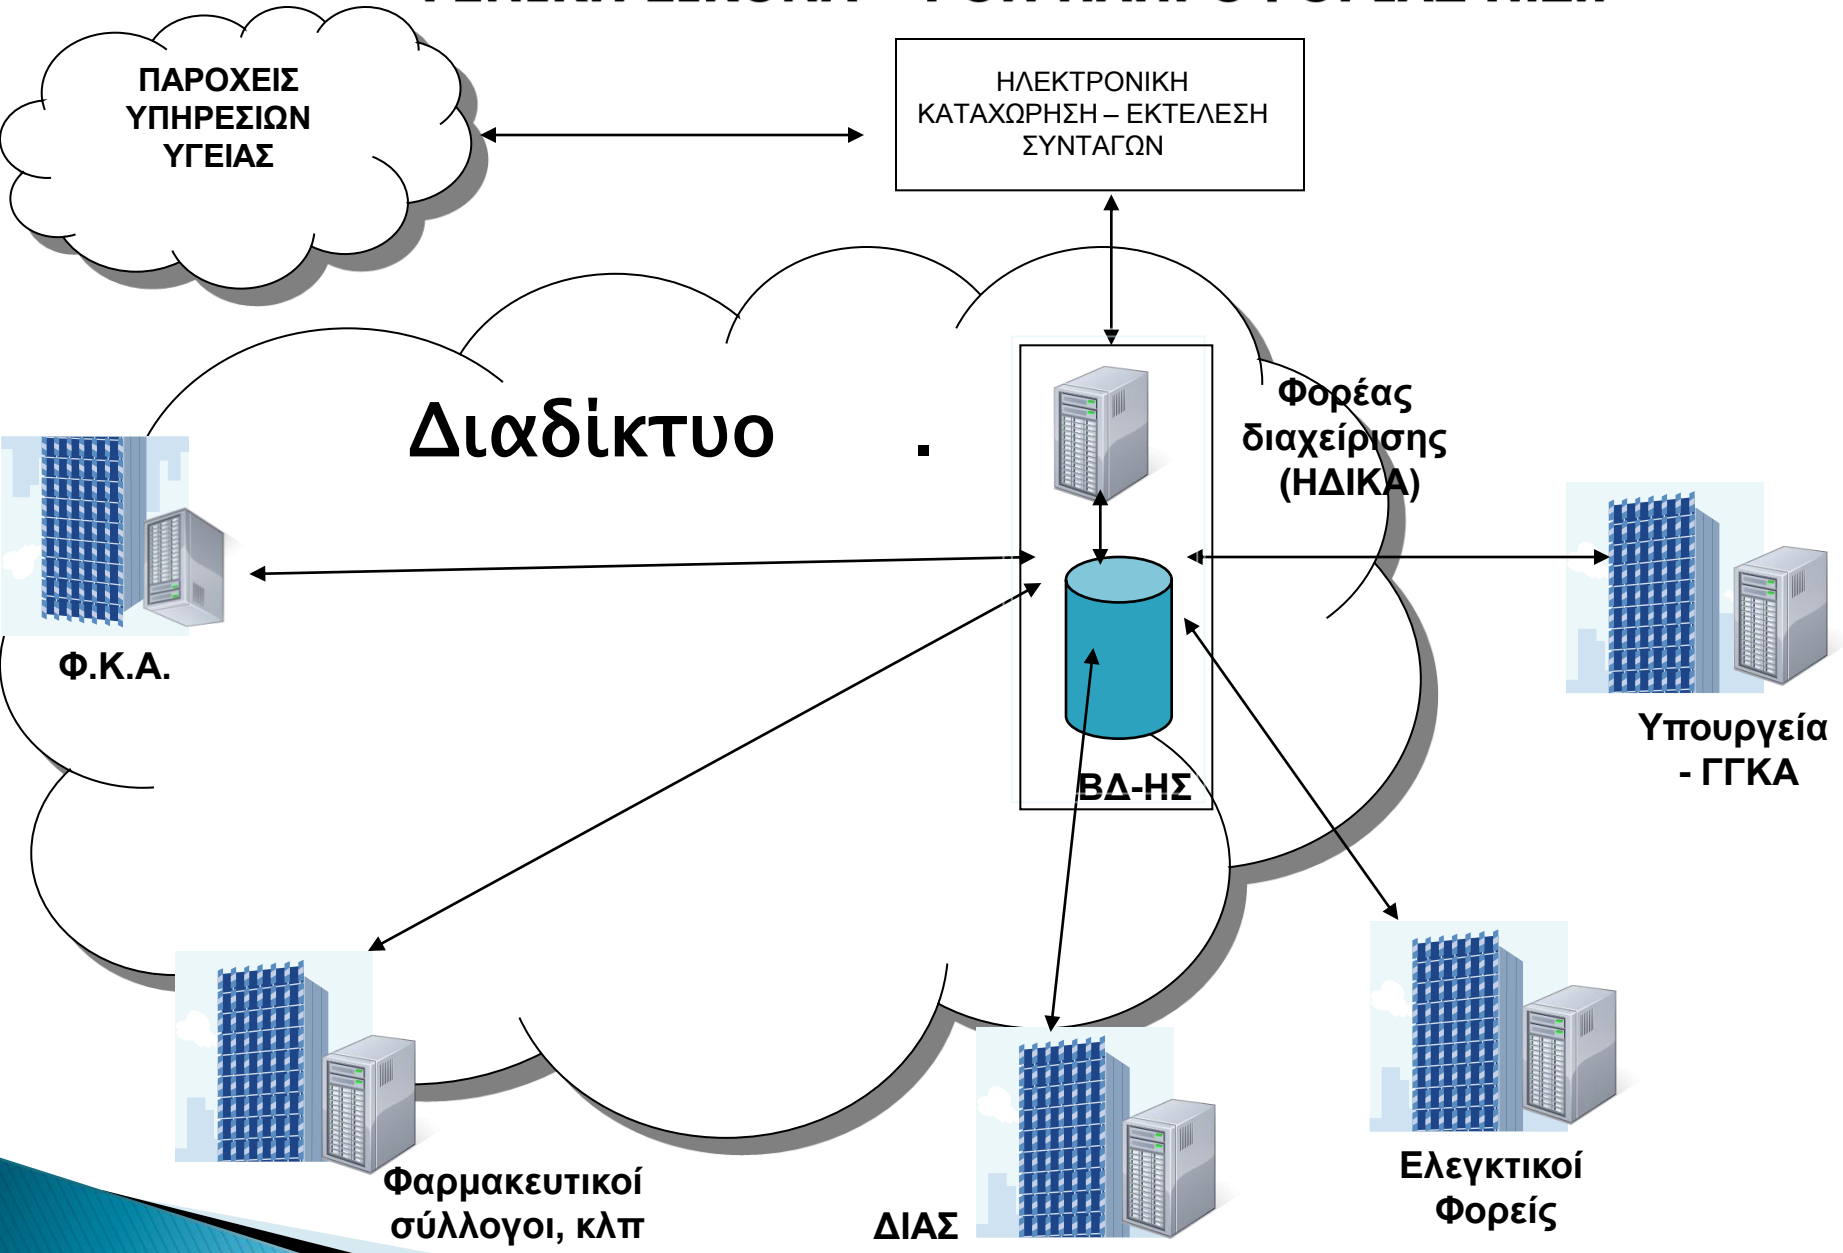 ΠΑΡΟΧΕΙΣ
ΥΠΗΡΕΣΙΩΝ
ΥΓΕΙΑΣ
ΗΛΕΚΤΡΟΝΙΚΗ
ΚΑΤΑΧΩΡΗΣΗ – ΕΚΤΕΛΕΣΗ
ΣΥΝΤΑΓΩΝ
Διαδίκτυο .
Φορέας
διαχείρισης
(ΗΔΙΚΑ)
Φ.Κ.Α.
Υπουργεία
- ΓΓΚΑ
ΒΔ-ΗΣ
Φαρμακευτικοί
σύλλογοι, κλπ
ΔΙΑΣ
Ελεγκτικοί
Φορείς